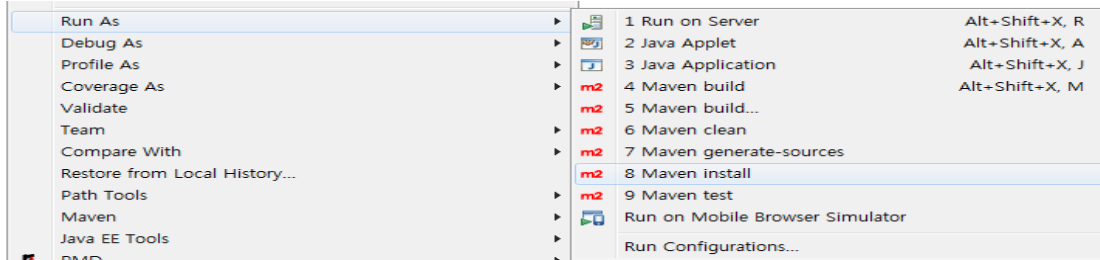 Run As
Debug As
Profile As
Coverage As
Validate
Team
Compare With
Restore from Local History...
Path Tools
Maven
Java EE Tools
PMD
1 Run on Server Alt+Shift+X, R
2 Java Applet Alt+Shift+X, A
3 Java Application Alt+Shift+X, J
m2 4 Maven build Alt+Shift+X, M
m2 5 Maven build...
m2 6 Maven clean
m2 7 Maven generate-sources
m2 8 Maven install
m2 9 Maven test
Run on Mobile Browser Simulator
Run Configurations...